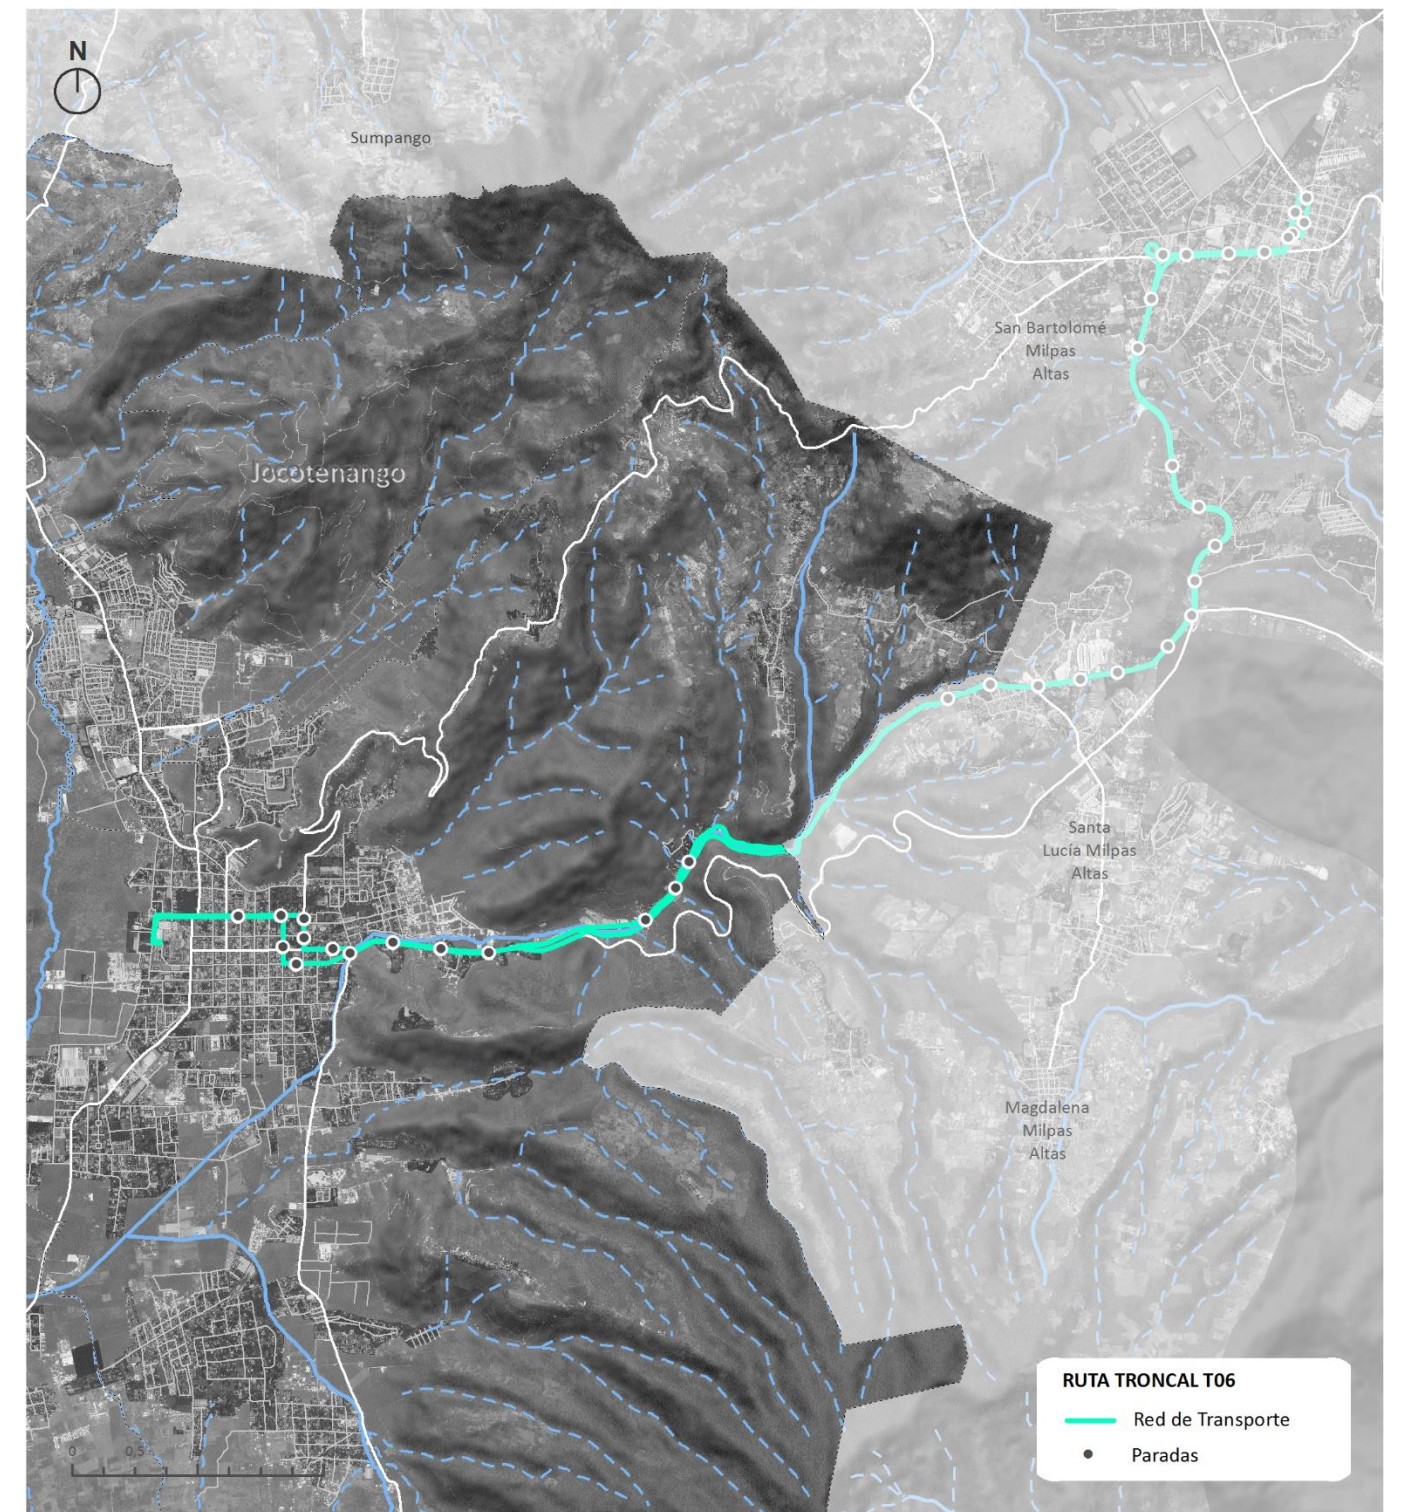 N
Sumpango
San Bartolomé
Milpas
Altas
Jocotenango
Santa
Lucía Milpas
Altas
Magdalena
Milpas
Altas
RUTA TRONCAL T06
Red de Transporte
Paradas
0 0,5